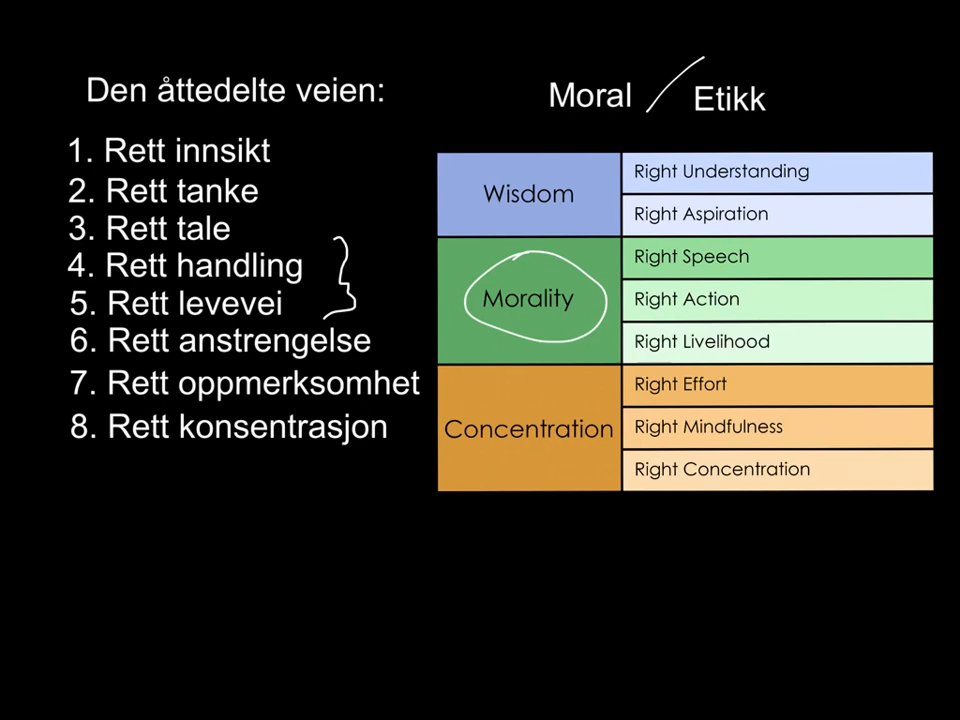 Den åttedelte veien:
1. Rett innsikt
2. Rett tanke
3. Rett tale
4. Rett handling
5. Rett levevei
6. Rett anstrengelse
7. Rett oppmerksomhet
8. Rett konsentrasjon
Moral / Etikk
Wisdom
Right Understanding
Right Aspiration
Morality
Right Speech
Right Action
Right Livelihood
Concentration
Right Effort
Right Mindfulness
Right Concentration